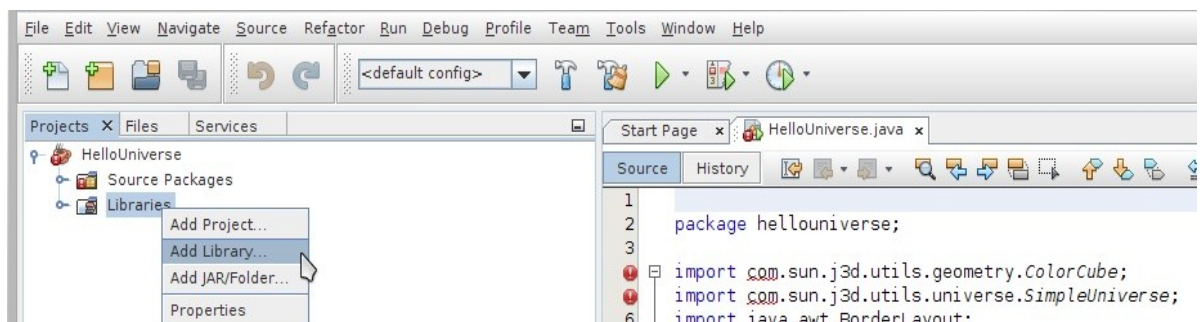 File Edit View Navigate Source Refactor Run Debug Profile Team Tools Window Help
<default config>
Projects Files Services
HelloUniverse
Source Packages
Libraries
Add Project...
Add Library...
Add JAR/Folder...
Properties
Start Page HelloUniverse.java
Source History
1
2 package hellouniverse;
3
import com.sun.j3d.utils.geometry.ColorCube;
import com.sun.j3d.utils.universe.SimpleUniverse;
6 import java.awt.BorderLayout;